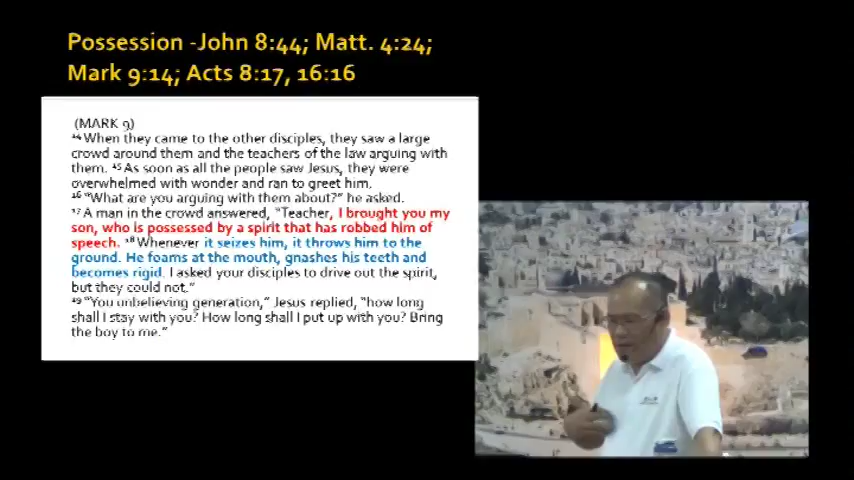 Possession -John 8:44; Matt. 4:24;
Mark 9:14; Acts 8:17, 16:16
(MARK 9)
¹⁴ When they came to the other disciples, they saw a large
crowd around them and the teachers of the law arguing with
them. ¹⁵ As soon as all the people saw Jesus, they were
overwhelmed with wonder and ran to greet him.
¹⁶ “What are you arguing with them about?” he asked.
¹⁷ A man in the crowd answered, “Teacher, I brought you my
son, who is possessed by a spirit that has robbed him of
speech. ¹⁸ Whenever it seizes him, it throws him to the
ground. He foams at the mouth, gnashes his teeth and
becomes rigid. I asked your disciples to drive out the spirit,
but they could not.”
¹⁹ “You unbelieving generation,” Jesus replied, “how long
shall I stay with you? How long shall I put up with you? Bring
the boy to me.”